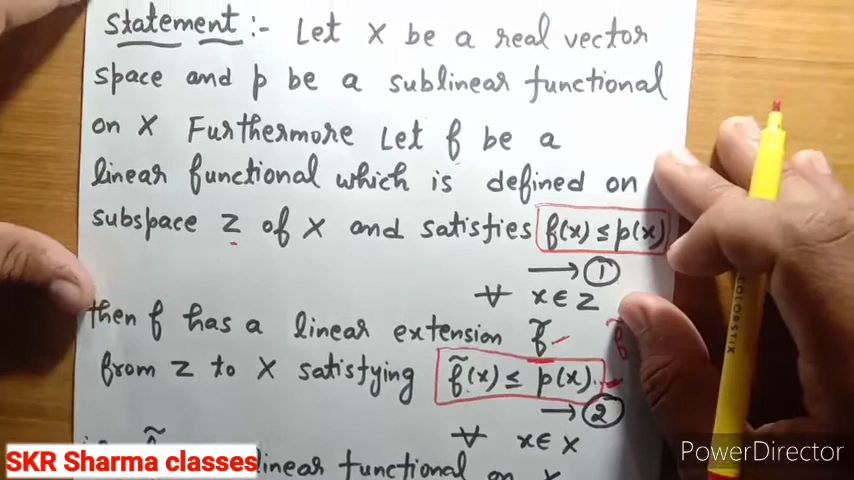 Statement :- Let X be a real vector
space and p be a sublinear functional
on X Furthermore Let f be a
linear functional which is defined on
subspace Z of X and satisfies f(x) ≤ p(x)
→ ①
∀ x ∈ Z
then f has a linear extension f̃
from Z to X satisfying f̃(x) ≤ p(x).
→ ②
∀ x ∈ X
linear functional on X
SKR Sharma classes
PowerDirector